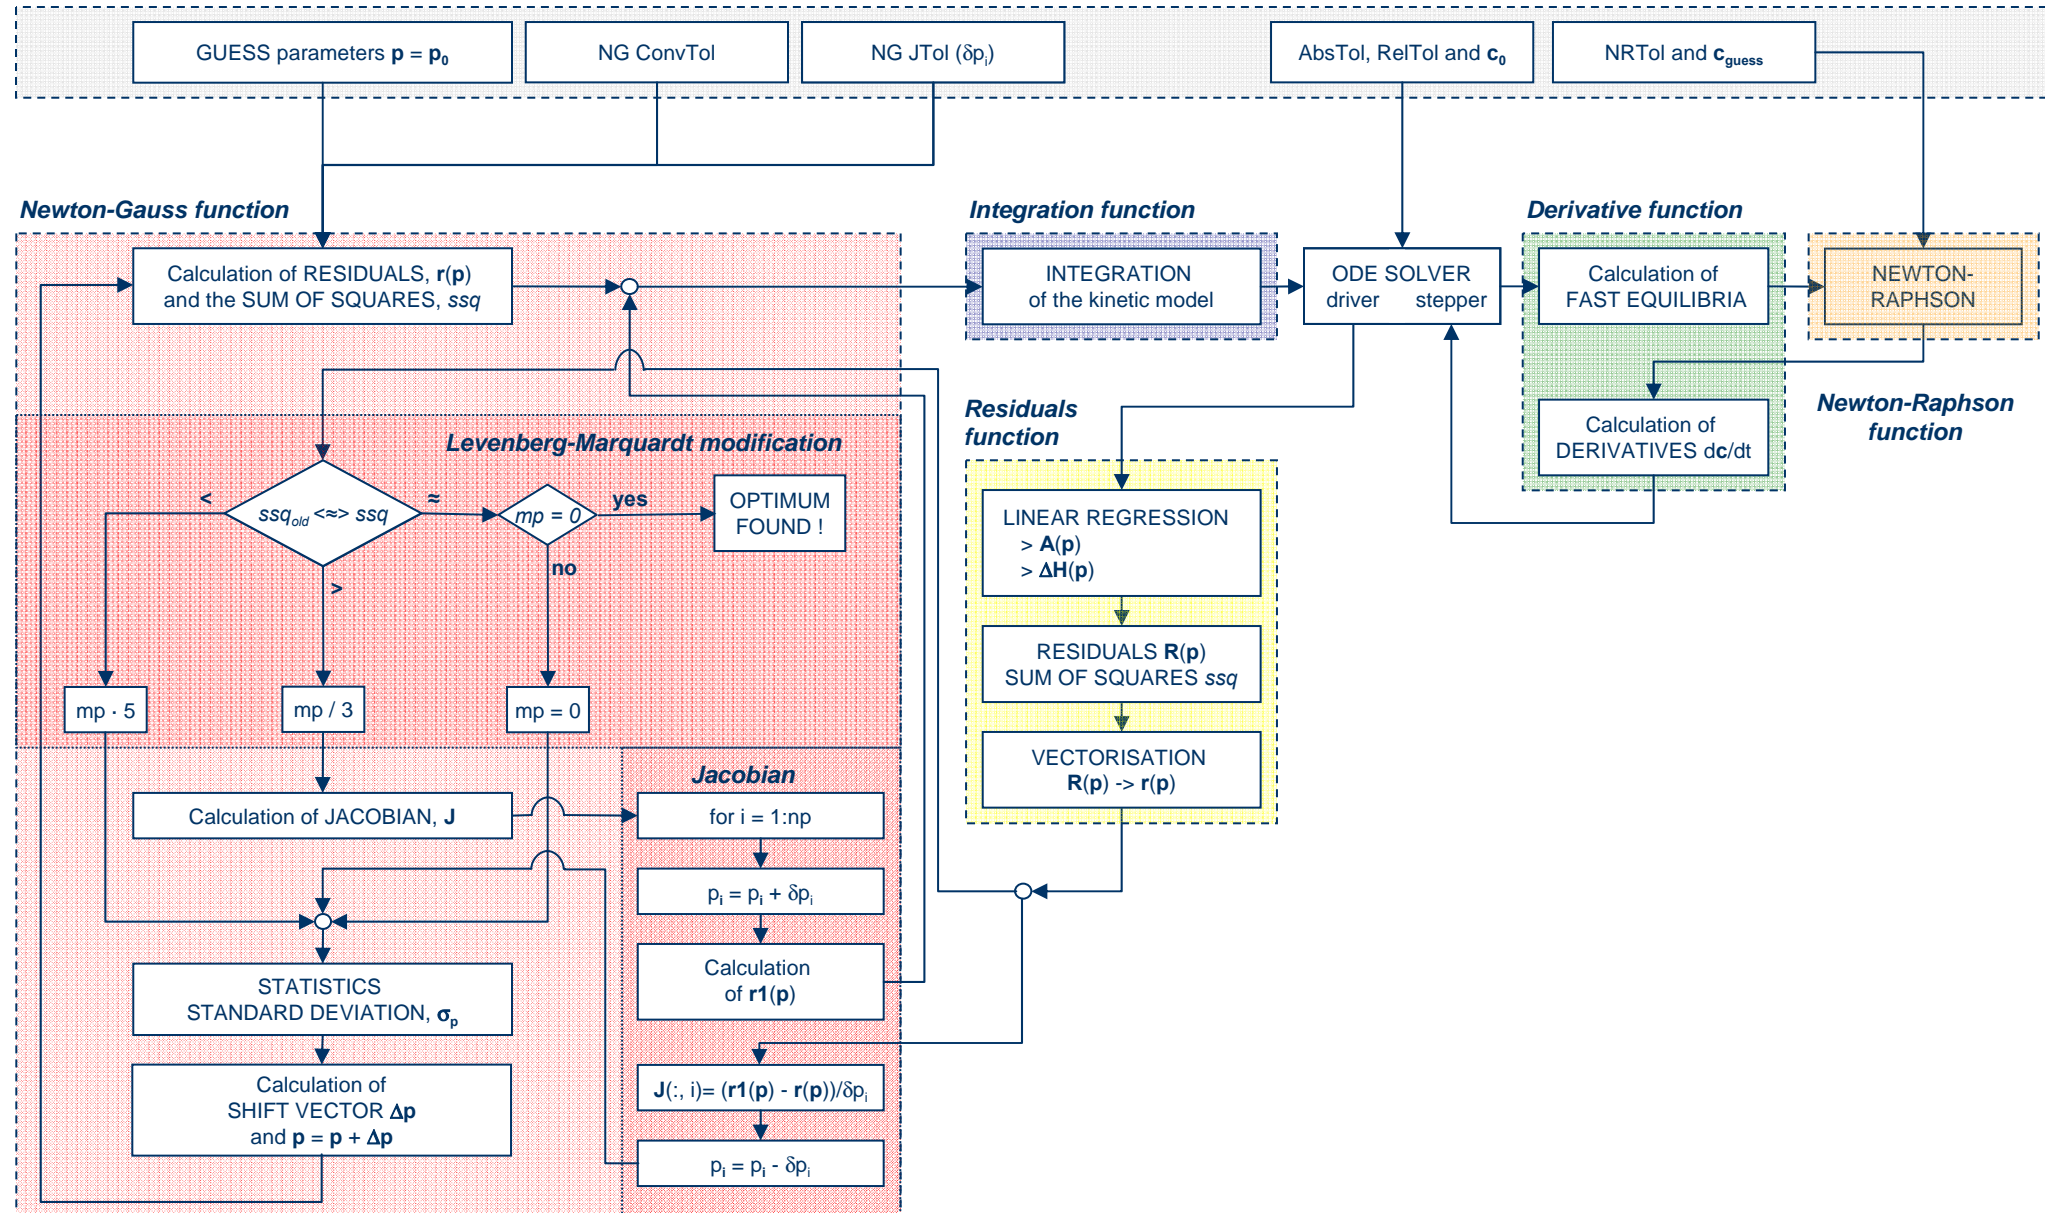 GUESS parameters p = p0
NG ConvTol
NG JTol (δpi)
AbsTol, RelTol and c0
NRTol and cguess
Newton-Gauss function
Calculation of RESIDUALS, r(p)
and the SUM OF SQUARES, ssq
Integration function
INTEGRATION
of the kinetic model
ODE SOLVER
driver stepper
Derivative function
Calculation of
FAST EQUILIBRIA
NEWTON-
RAPHSON
Newton-Raphson
function
Calculation of
DERIVATIVES dc/dt
Levenberg-Marquardt modification
<
ssqold <≈> ssq
≈
mp = 0
yes
OPTIMUM
FOUND !
no
>
mp · 5
mp / 3
mp = 0
Residuals
function
LINEAR REGRESSION
> A(p)
> ΔH(p)
RESIDUALS R(p)
SUM OF SQUARES ssq
VECTORISATION
R(p) -> r(p)
Calculation of JACOBIAN, J
Jacobian
for i = 1:np
pi = pi + δpi
Calculation
of r1(p)
J(:, i)= (r1(p) - r(p))/δpi
pi = pi - δpi
STATISTICS
STANDARD DEVIATION, σp
Calculation of
SHIFT VECTOR Δp
and p = p + Δp